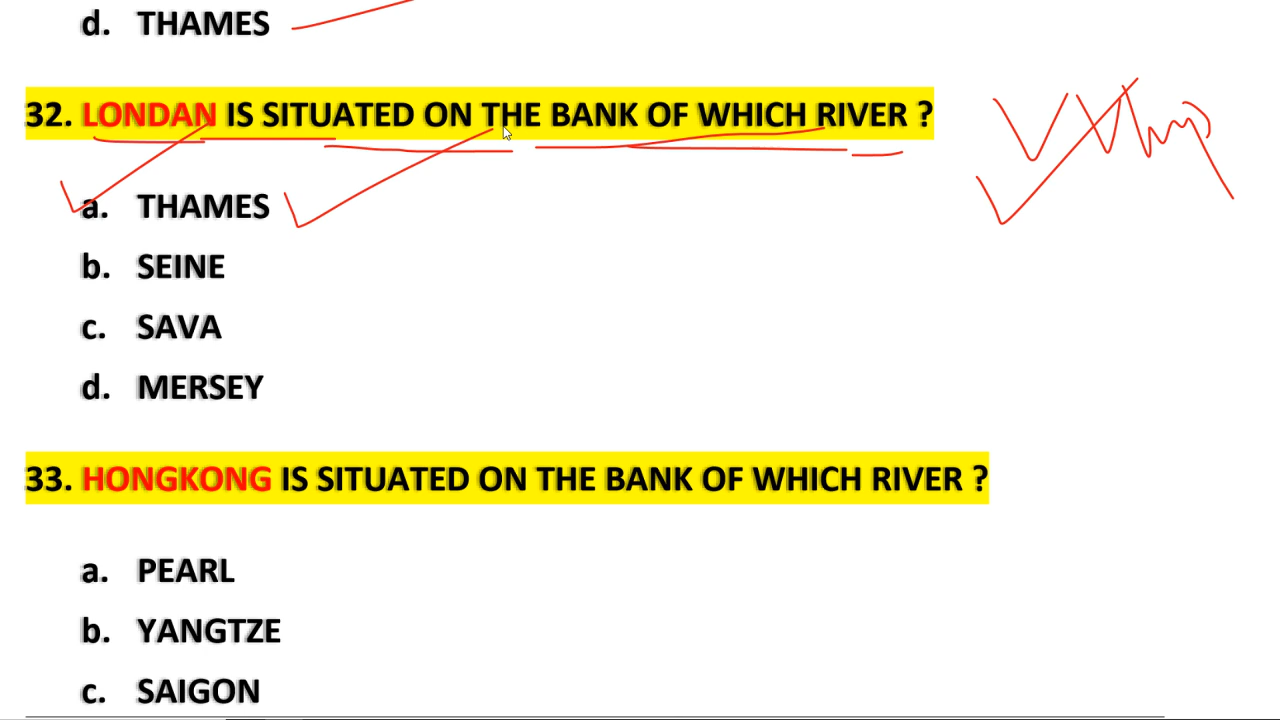 d. THAMES
32. LONDAN IS SITUATED ON THE BANK OF WHICH RIVER ?
a. THAMES
b. SEINE
c. SAVA
d. MERSEY
33. HONGKONG IS SITUATED ON THE BANK OF WHICH RIVER ?
a. PEARL
b. YANGTZE
c. SAIGON